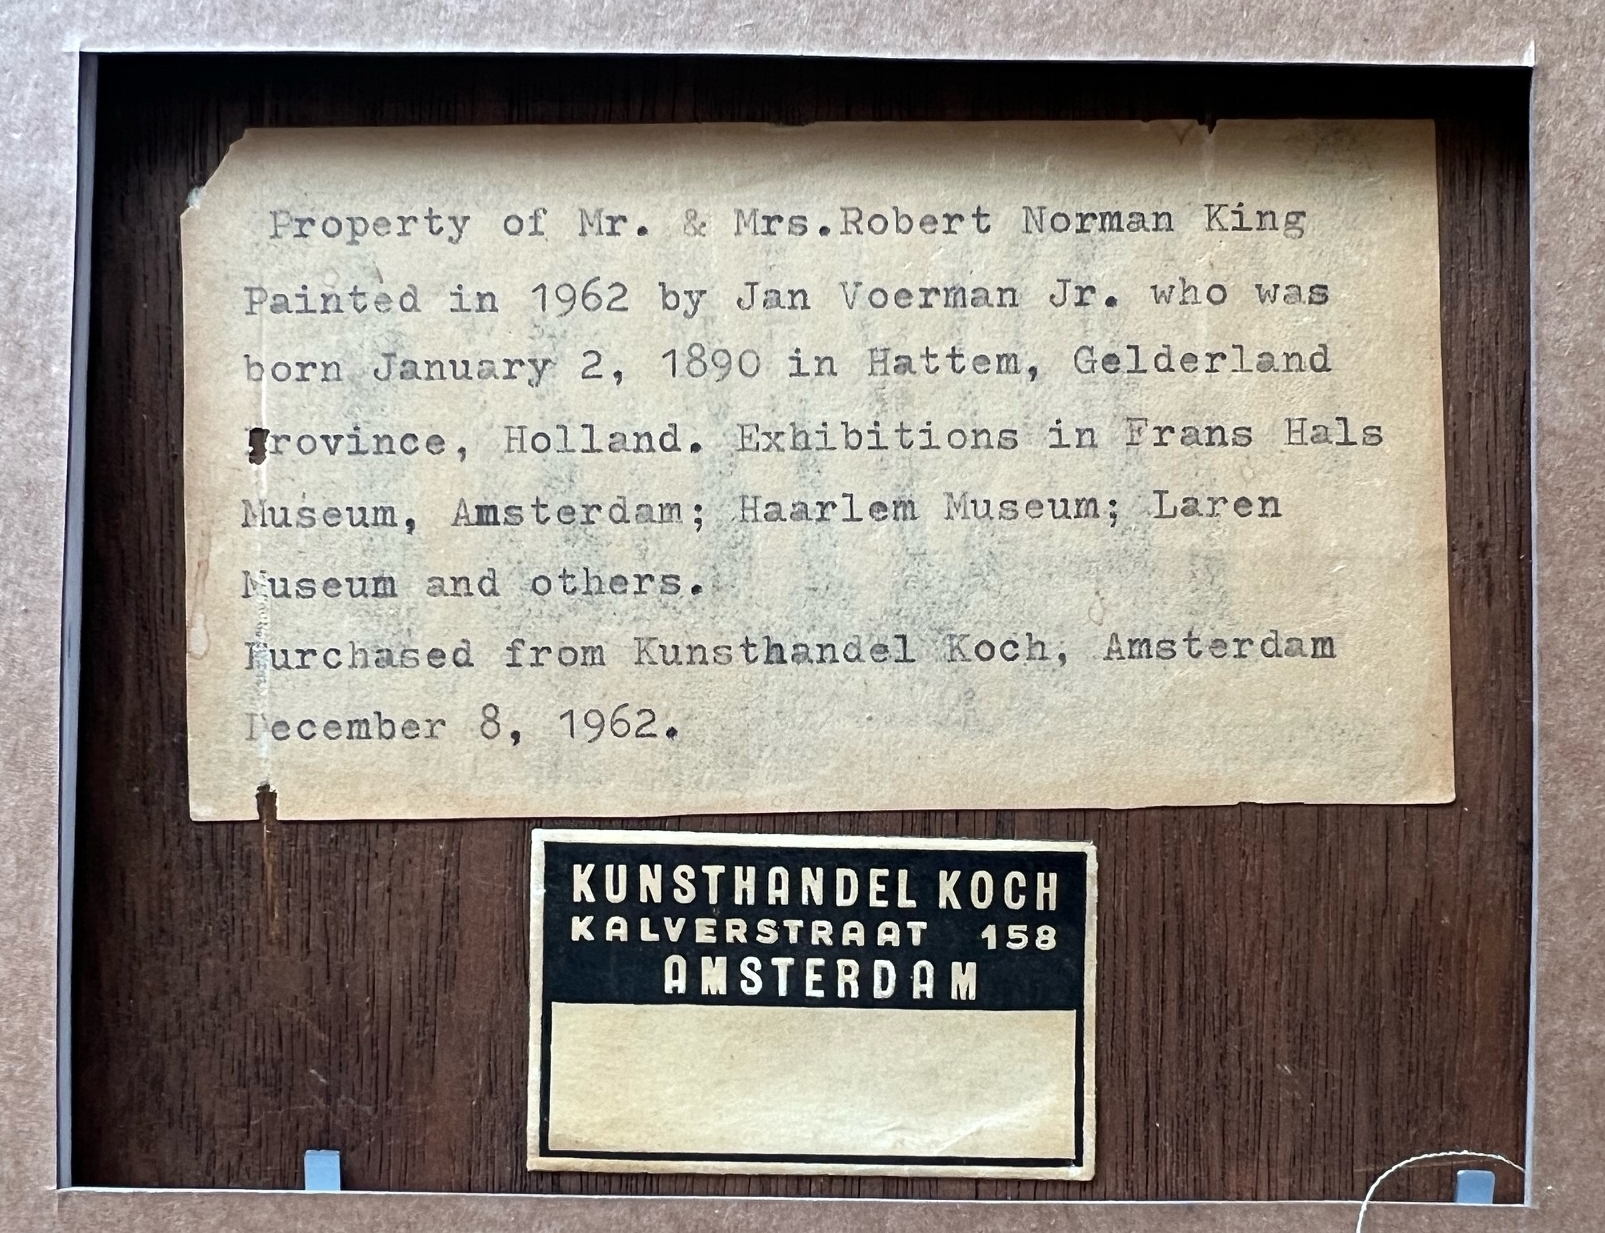 Property of Mr. & Mrs.Robert Norman King
Painted in 1962 by Jan Voerman Jr. who was
born January 2, 1890 in Hattem, Gelderland
Province, Holland. Exhibitions in Frans Hals
Museum, Amsterdam; Haarlem Museum; Laren
Museum and others.
Purchased from Kunsthandel Koch, Amsterdam
December 8, 1962.
KUNSTHANDEL KOCH
KALVERSTRAAT 158
AMSTERDAM